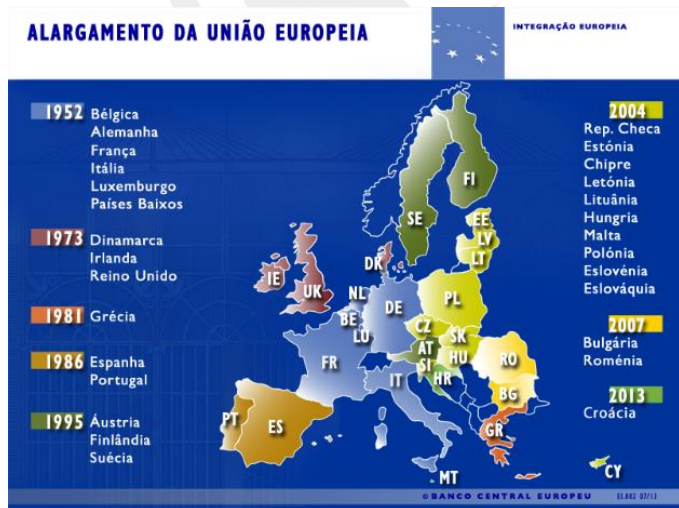 ALARGAMENTO DA UNIÃO EUROPEIA
INTEGRAÇÃO EUROPEIA
1952 Bélgica
Alemanha
França
Itália
Luxemburgo
Países Baixos
1973 Dinamarca
Irlanda
Reino Unido
1981 Grécia
1986 Espanha
Portugal
1995 Áustria
Finlândia
Suécia
2004
Rep. Checa
Estónia
Chipre
Letónia
Lituânia
Hungria
Malta
Polónia
Eslovénia
Eslováquia
2007
Bulgária
Roménia
2013
Croácia
FI
SE
EE
LV
LT
DK
IE
UK
NL
DE
PL
BE
LU
CZ
SK
AT
HU
FR
SI
HR
RO
IT
BG
PT
ES
GR
MT
CY
© BANCO CENTRAL EUROPEU